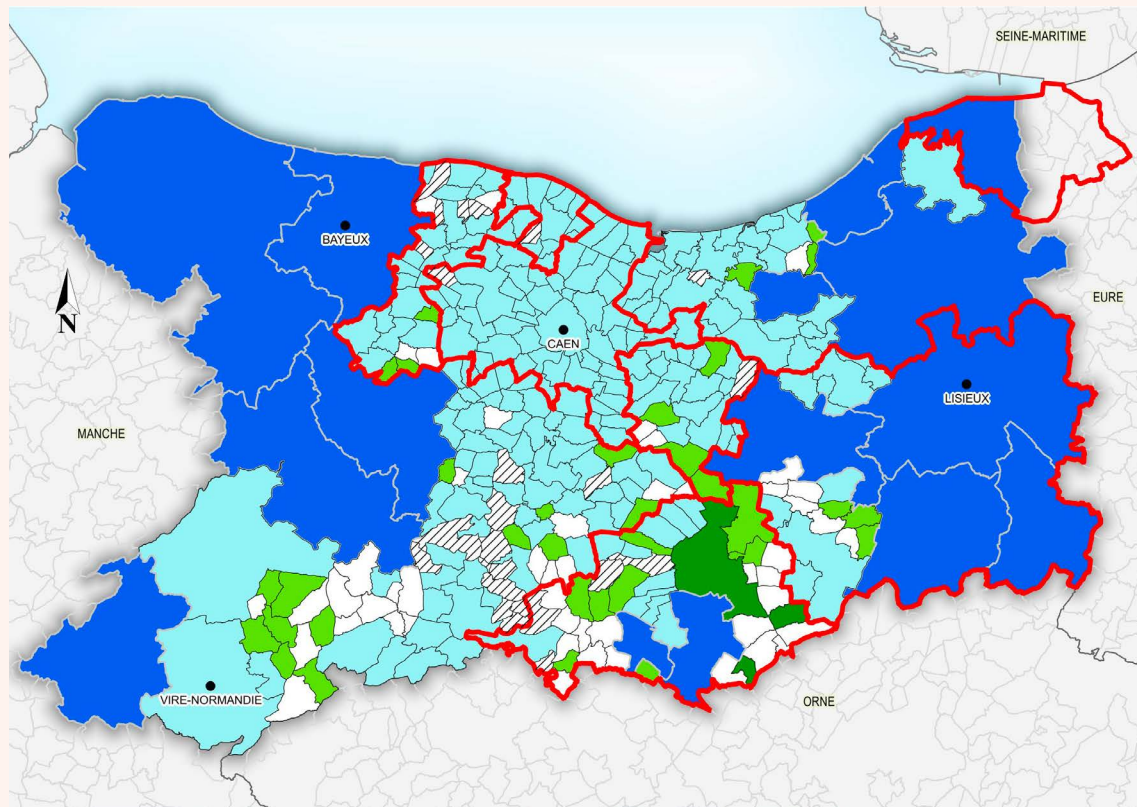 SEINE-MARITIME
BAYEUX
N
EURE
CAEN
LISIEUX
MANCHE
VIRE-NORMANDIE
ORNE